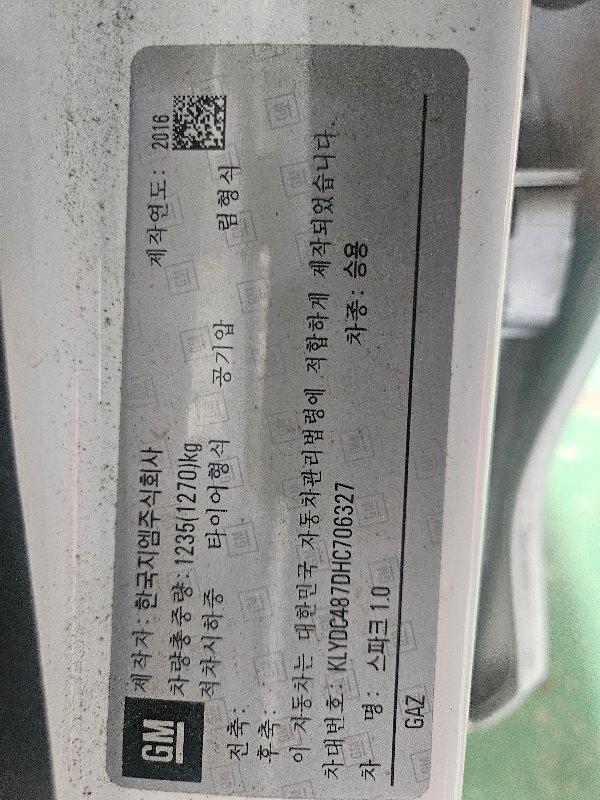 GM
제작자: 한국지엠주식회사 제작연도: 2016
차량총중량: 1235(1270)kg
적차시하중 타이어형식 공기압 림형식
전축:
후축:
이 자동차는 대한민국 자동차관리법령에 적합하게 제작되었습니다.
차대번호: KLYDC487DHC706327
차종: 승용
차 명: 스파크 1.0
GAZ